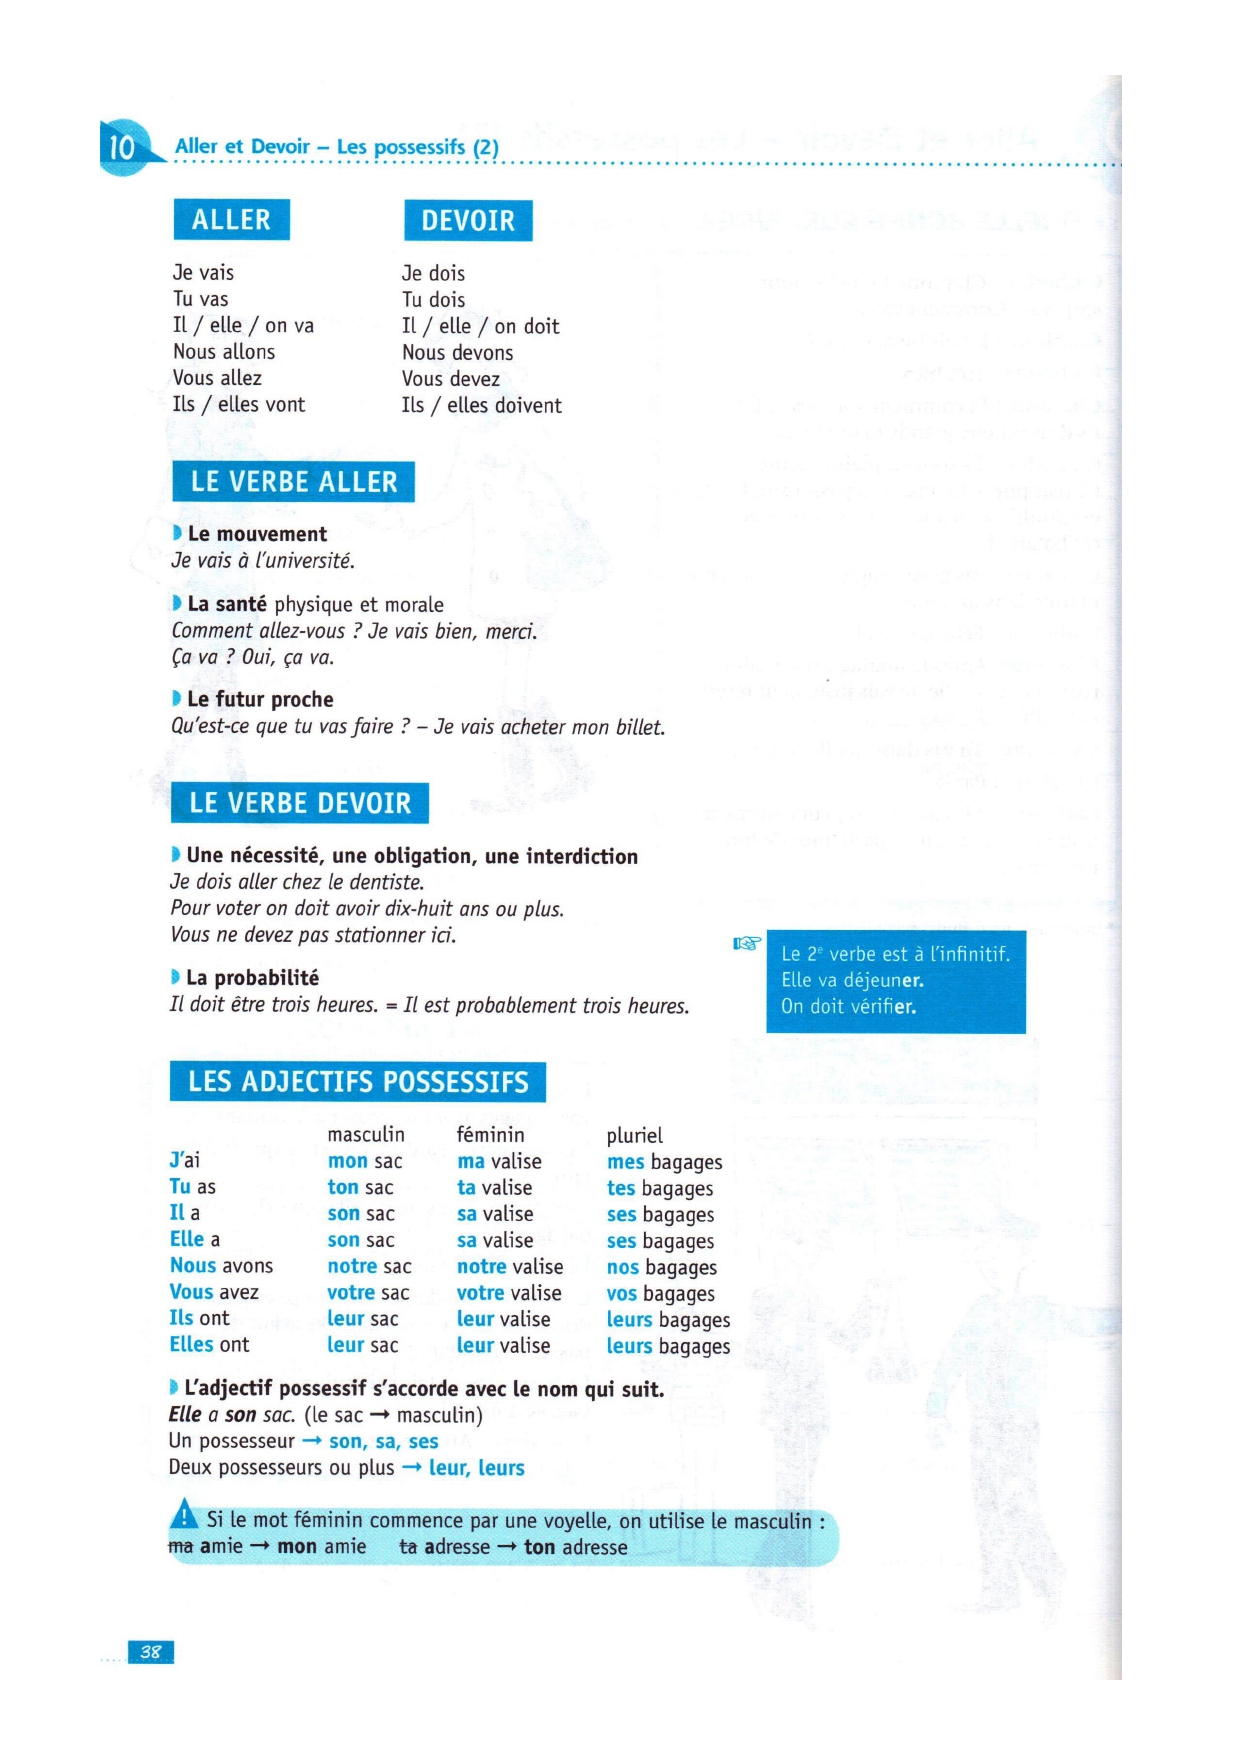 10 Aller et Devoir – Les possessifs (2)
ALLER
Je vais
Tu vas
Il / elle / on va
Nous allons
Vous allez
Ils / elles vont
DEVOIR
Je dois
Tu dois
Il / elle / on doit
Nous devons
Vous devez
Ils / elles doivent
LE VERBE ALLER
Le mouvement
Je vais à l'université.
La santé physique et morale
Comment allez-vous ? Je vais bien, merci.
Ça va ? Oui, ça va.
Le futur proche
Qu'est-ce que tu vas faire ? – Je vais acheter mon billet.
LE VERBE DEVOIR
Une nécessité, une obligation, une interdiction
Je dois aller chez le dentiste.
Pour voter on doit avoir dix-huit ans ou plus.
Vous ne devez pas stationner ici.
La probabilité
Il doit être trois heures. = Il est probablement trois heures.
Le 2e verbe est à l'infinitif.
Elle va déjeuner.
On doit vérifier.
LES ADJECTIFS POSSESSIFS
masculin féminin pluriel
J'ai mon sac ma valise mes bagages
Tu as ton sac ta valise tes bagages
Il a son sac sa valise ses bagages
Elle a son sac sa valise ses bagages
Nous avons notre sac notre valise nos bagages
Vous avez votre sac votre valise vos bagages
Ils ont leur sac leur valise leurs bagages
Elles ont leur sac leur valise leurs bagages
L'adjectif possessif s'accorde avec le nom qui suit.
Elle a son sac. (le sac → masculin)
Un possesseur → son, sa, ses
Deux possesseurs ou plus → leur, leurs
! Si le mot féminin commence par une voyelle, on utilise le masculin :
ma amie → mon amie ta adresse → ton adresse
38